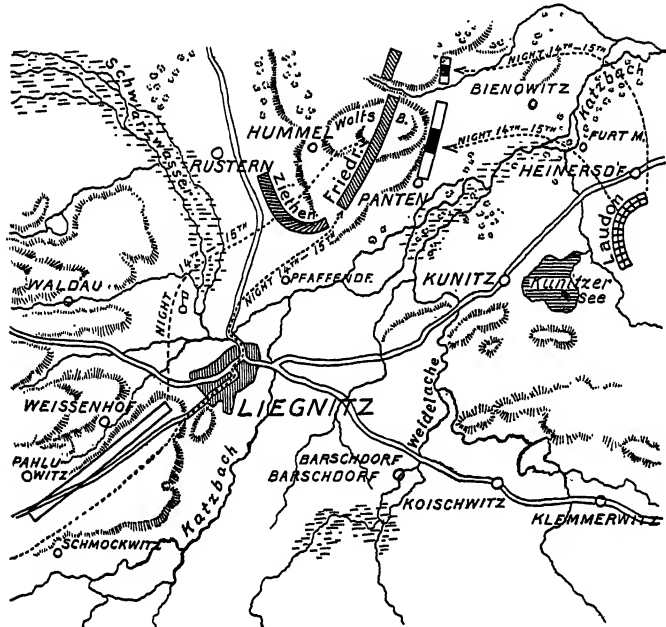 Schwarzwasser
NIGHT 14TH–15TH
BIENOWITZ
Katzbach
HUMMEL
Wolfs
B.
RUSTERN
Friedr.
NIGHT 14TH–15TH
FURT M.
HEINERSDF.
Ziethen
PANTEN
Laudon
14TH 15TH
NIGHT
NIGHT 14TH 15TH
PFAFFENDF.
KUNITZ
Kunitzer
See
WALDAU
WEISSENHOF
LIEGNITZ
Weidelache
PAHLU
WITZ
Katzbach
BARSCHDORF
BARSCHDORF
KOISCHWITZ
KLEMMERWITZ
SCHMOCKWITZ